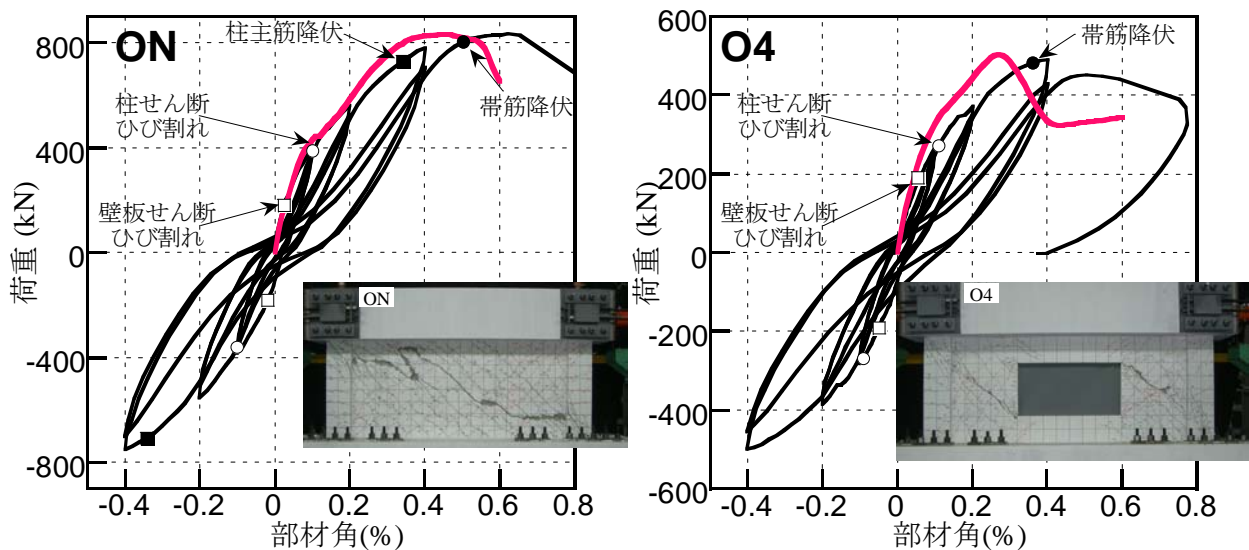 ON
800
400
0
-400
-800
荷重 (kN)
-0.4
-0.2
0
0.2
0.4
0.6
0.8
部材角(%)
柱主筋降伏
帯筋降伏
柱せん断
ひび割れ
壁板せん断
ひび割れ
ON
O4
600
400
200
0
-200
-400
-600
荷重 (kN)
-0.4
-0.2
0
0.2
0.4
0.6
0.8
部材角(%)
帯筋降伏
柱せん断
ひび割れ
壁板せん断
ひび割れ
O4